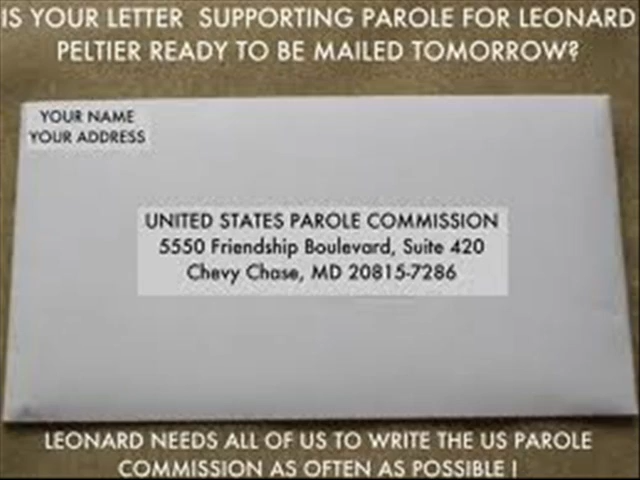 IS YOUR LETTER SUPPORTING PAROLE FOR LEONARD
PELTIER READY TO BE MAILED TOMORROW?
YOUR NAME
YOUR ADDRESS
UNITED STATES PAROLE COMMISSION
5550 Friendship Boulevard, Suite 420
Chevy Chase, MD 20815-7286
LEONARD NEEDS ALL OF US TO WRITE THE US PAROLE
COMMISSION AS OFTEN AS POSSIBLE !